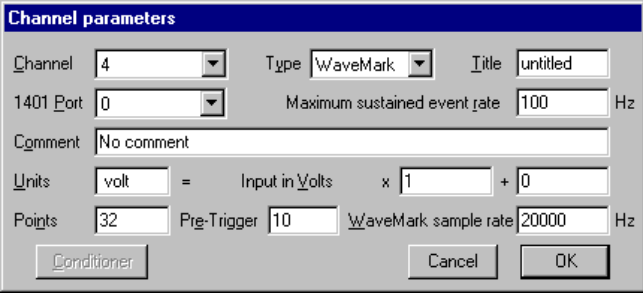 Channel parameters
Channel 4 Type WaveMark Title untitled
1401 Port 0 Maximum sustained event rate 100 Hz
Comment No comment
Units volt = Input in Volts x 1 + 0
Points 32 Pre-Trigger 10 WaveMark sample rate 20000 Hz
Conditioner Cancel OK